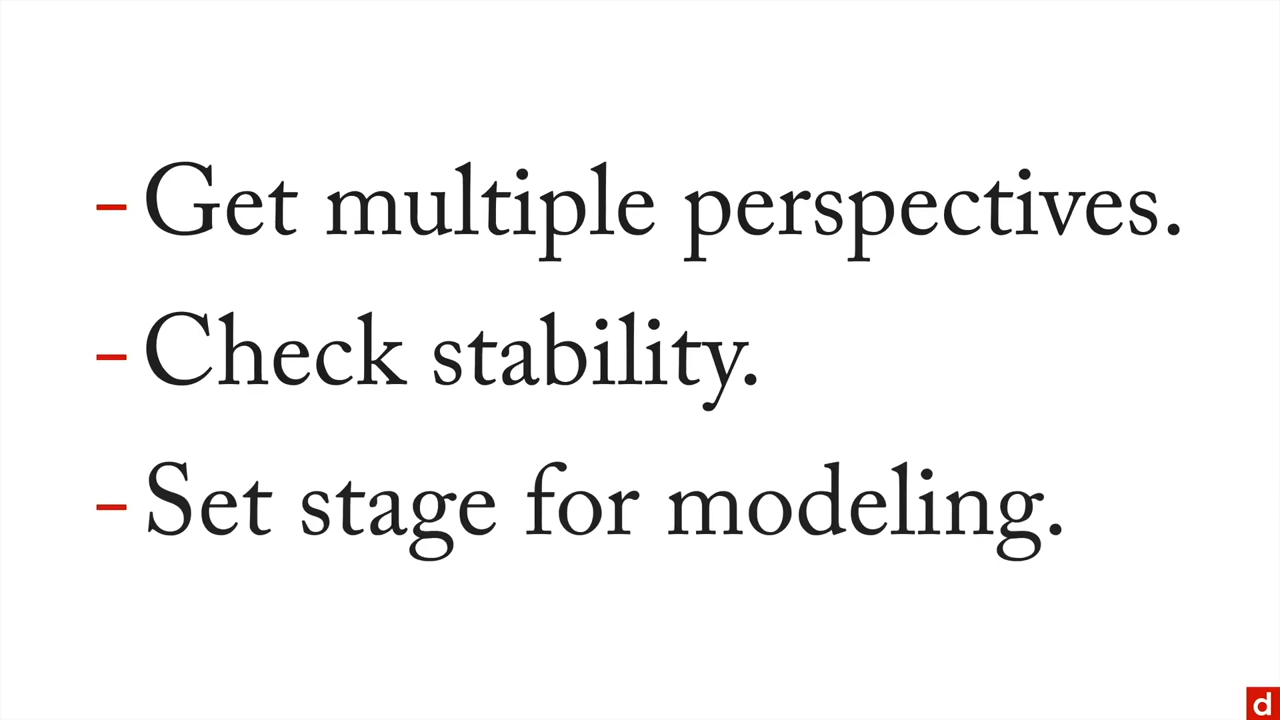 – Get multiple perspectives.
– Check stability.
– Set stage for modeling.
d